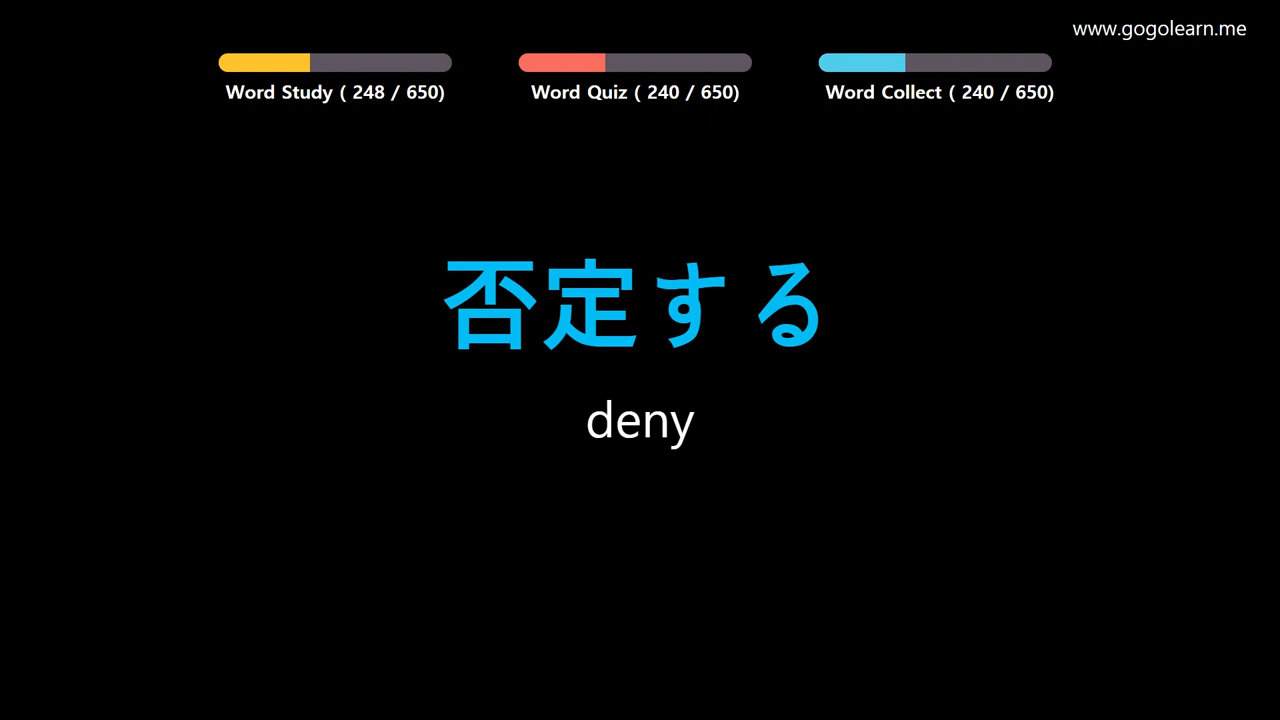 www.gogolearn.me
Word Study ( 248 / 650)
Word Quiz ( 240 / 650)
Word Collect ( 240 / 650)
否定する
deny